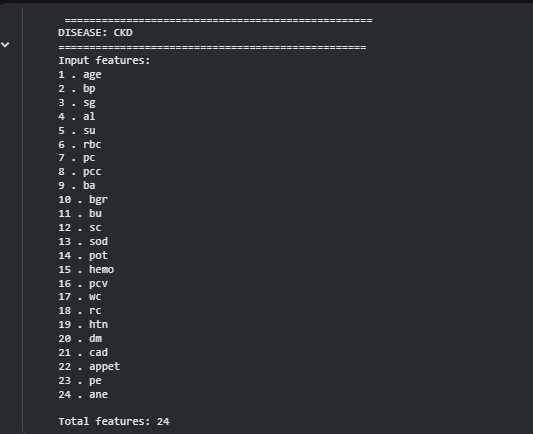 ==================================================
DISEASE: CKD
==================================================
Input features:
1 . age
2 . bp
3 . sg
4 . al
5 . su
6 . rbc
7 . pc
8 . pcc
9 . ba
10 . bgr
11 . bu
12 . sc
13 . sod
14 . pot
15 . hemo
16 . pcv
17 . wc
18 . rc
19 . htn
20 . dm
21 . cad
22 . appet
23 . pe
24 . ane
Total features: 24